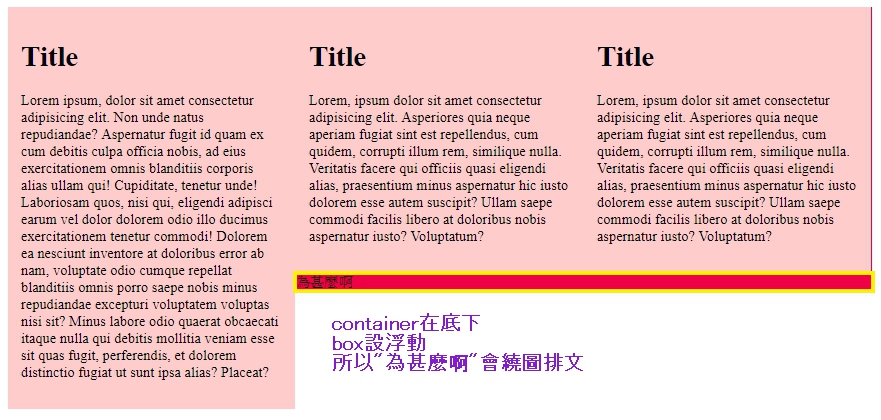 Title
Lorem ipsum, dolor sit amet consectetur
adipisicing elit. Non unde natus
repudiandae? Aspernatur fugit id quam ex
cum debitis culpa officia nobis, ad eius
exercitationem omnis blanditiis corporis
alias ullam qui! Cupiditate, tenetur unde!
Laboriosam quos, nisi qui, eligendi adipisci
earum vel dolor dolorem odio illo ducimus
exercitationem tenetur commodi! Dolorem
ea nesciunt inventore at doloribus error ab
nam, voluptate odio cumque repellat
blanditiis omnis porro saepe nobis minus
repudiandae excepturi voluptatem voluptas
nisi sit? Minus labore odio quaerat obcaecati
itaque nulla qui debitis mollitia veniam esse
sit quas fugit, perferendis, et dolorem
distinctio fugiat ut sunt ipsa alias? Placeat?
Title
Lorem, ipsum dolor sit amet consectetur
adipisicing elit. Asperiores quia neque
aperiam fugiat sint est repellendus, cum
quidem, corrupti illum rem, similique nulla.
Veritatis facere qui officiis quasi eligendi
alias, praesentium minus aspernatur hic iusto
dolorem esse autem suscipit? Ullam saepe
commodi facilis libero at doloribus nobis
aspernatur iusto? Voluptatum?
Title
Lorem, ipsum dolor sit amet consectetur
adipisicing elit. Asperiores quia neque
aperiam fugiat sint est repellendus, cum
quidem, corrupti illum rem, similique nulla.
Veritatis facere qui officiis quasi eligendi
alias, praesentium minus aspernatur hic iusto
dolorem esse autem suscipit? Ullam saepe
commodi facilis libero at doloribus nobis
aspernatur iusto? Voluptatum?
為甚麼啊
container在底下
box設浮動
所以"為甚麼啊"會繞圖排文